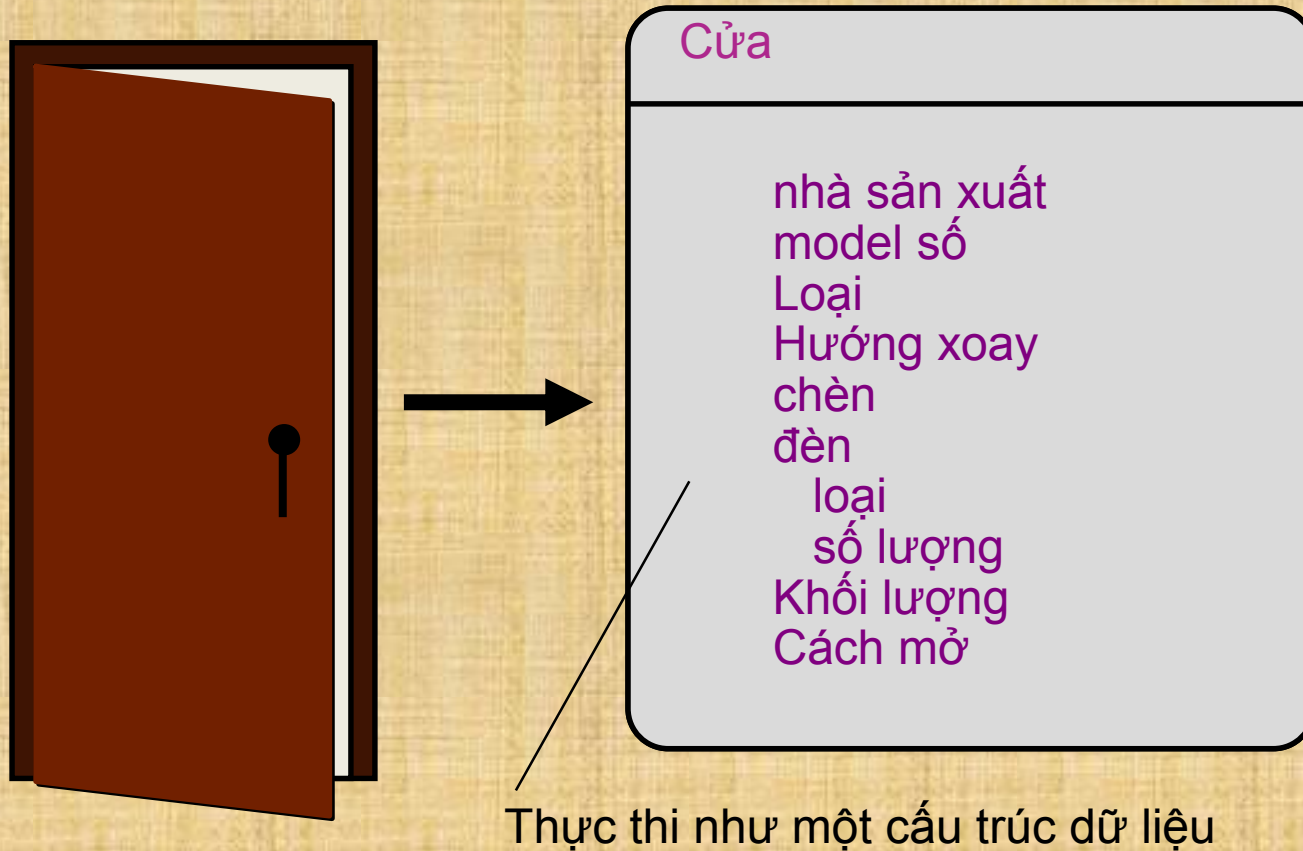 Cửa
nhà sản xuất
model số
Loại
Hướng xoay
chèn
đèn
loại
số lượng
Khối lượng
Cách mở
Thực thi như một cấu trúc dữ liệu